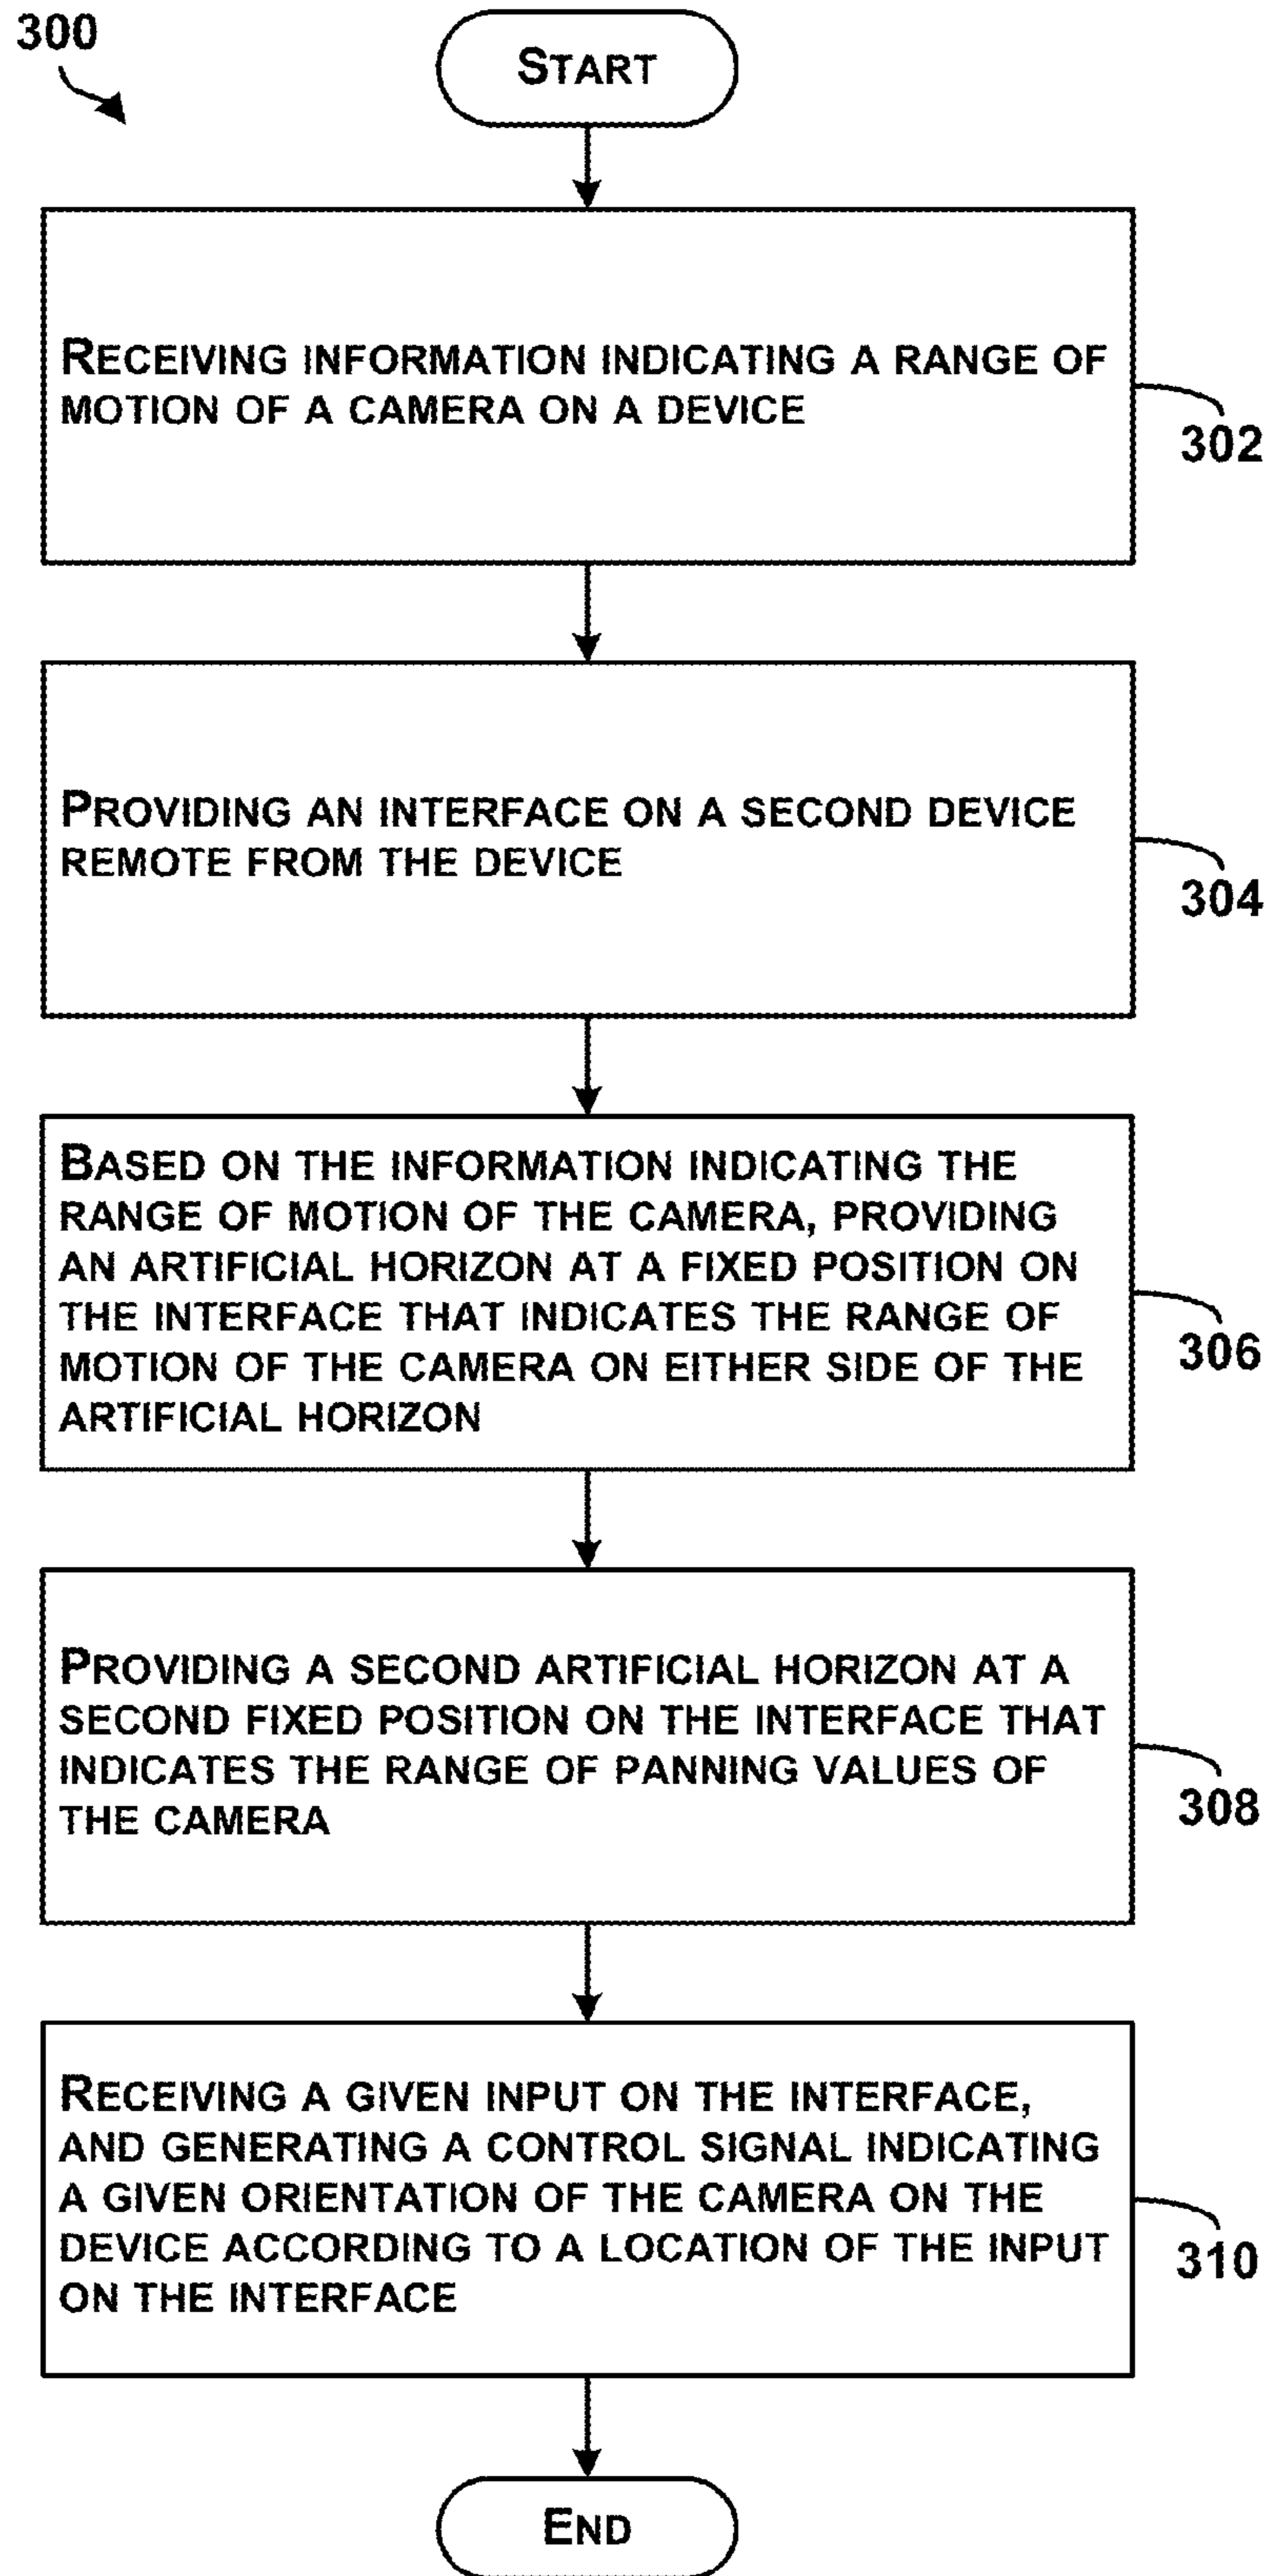 300
START
RECEIVING INFORMATION INDICATING A RANGE OF
MOTION OF A CAMERA ON A DEVICE
302
PROVIDING AN INTERFACE ON A SECOND DEVICE
REMOTE FROM THE DEVICE
304
BASED ON THE INFORMATION INDICATING THE
RANGE OF MOTION OF THE CAMERA, PROVIDING
AN ARTIFICIAL HORIZON AT A FIXED POSITION ON
THE INTERFACE THAT INDICATES THE RANGE OF
MOTION OF THE CAMERA ON EITHER SIDE OF THE
ARTIFICIAL HORIZON
306
PROVIDING A SECOND ARTIFICIAL HORIZON AT A
SECOND FIXED POSITION ON THE INTERFACE THAT
INDICATES THE RANGE OF PANNING VALUES OF
THE CAMERA
308
RECEIVING A GIVEN INPUT ON THE INTERFACE,
AND GENERATING A CONTROL SIGNAL INDICATING
A GIVEN ORIENTATION OF THE CAMERA ON THE
DEVICE ACCORDING TO A LOCATION OF THE INPUT
ON THE INTERFACE
310
END